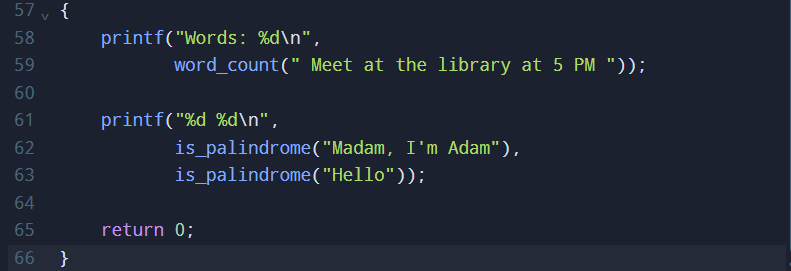 57 {
58     printf("Words: %d\n",
59            word_count(" Meet at the library at 5 PM "));
60
61     printf("%d %d\n",
62            is_palindrome("Madam, I'm Adam"),
63            is_palindrome("Hello"));
64
65     return 0;
66 }